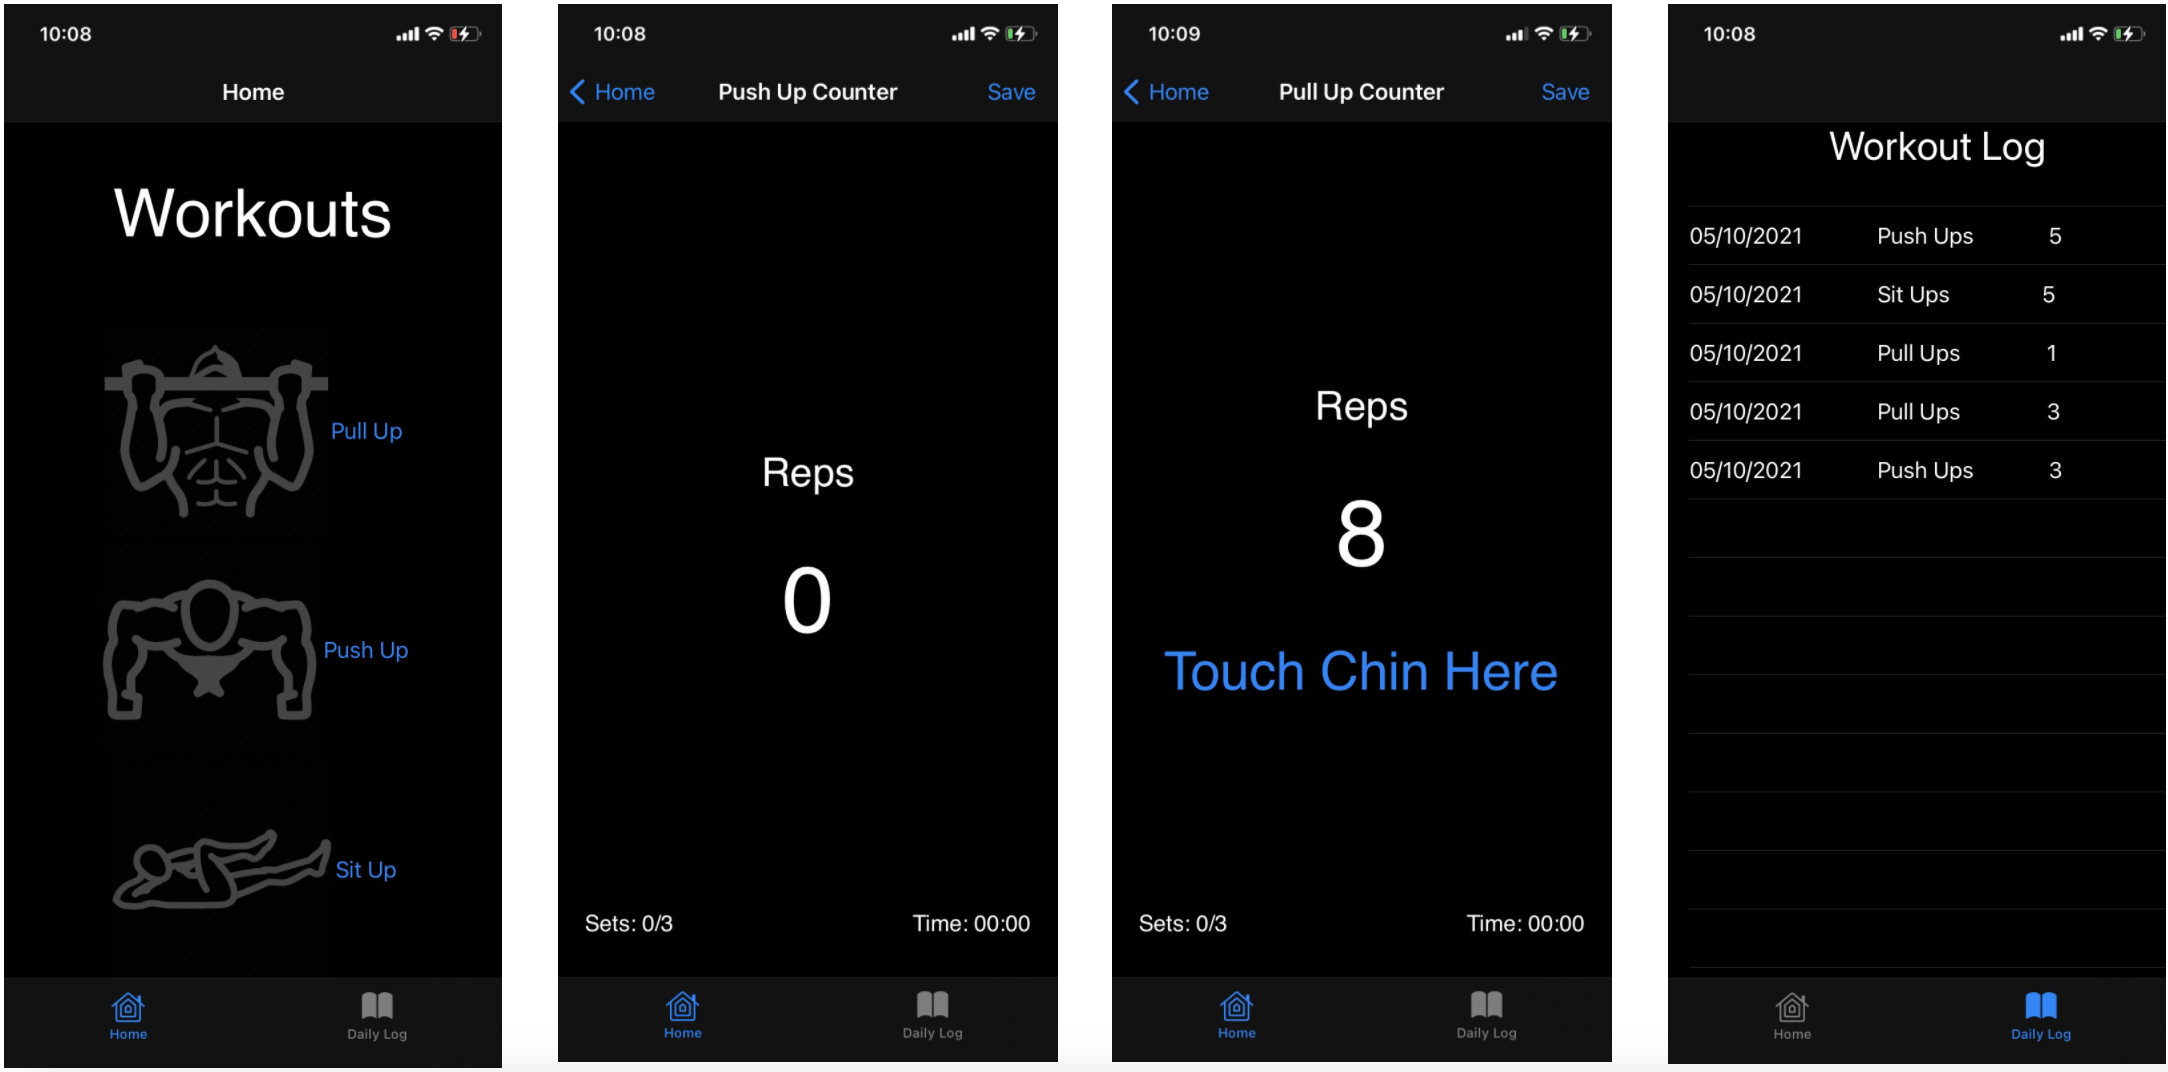 10:08
Home
Workouts
Pull Up
Push Up
Sit Up
Home Daily Log
10:08
Home Push Up Counter Save
Reps
0
Sets: 0/3 Time: 00:00
Home Daily Log
10:09
Home Pull Up Counter Save
Reps
8
Touch Chin Here
Sets: 0/3 Time: 00:00
Home Daily Log
10:08
Workout Log
05/10/2021 Push Ups 5
05/10/2021 Sit Ups 5
05/10/2021 Pull Ups 1
05/10/2021 Pull Ups 3
05/10/2021 Push Ups 3
Home Daily Log